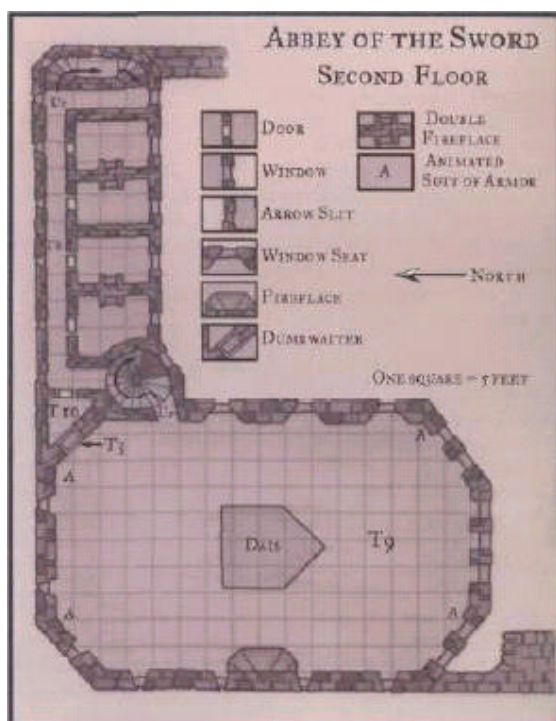 ABBEY OF THE SWORD
SECOND FLOOR
DOOR
DOUBLE
FIREPLACE
WINDOW
ANIMATED
SUIT OF ARMOR
A
ARROW SLIT
WINDOW SEAT
NORTH
FIREPLACE
DUMBWAITER
ONE SQUARE = 5 FEET
T10
T3
A
A
DAIS
T9
A
A